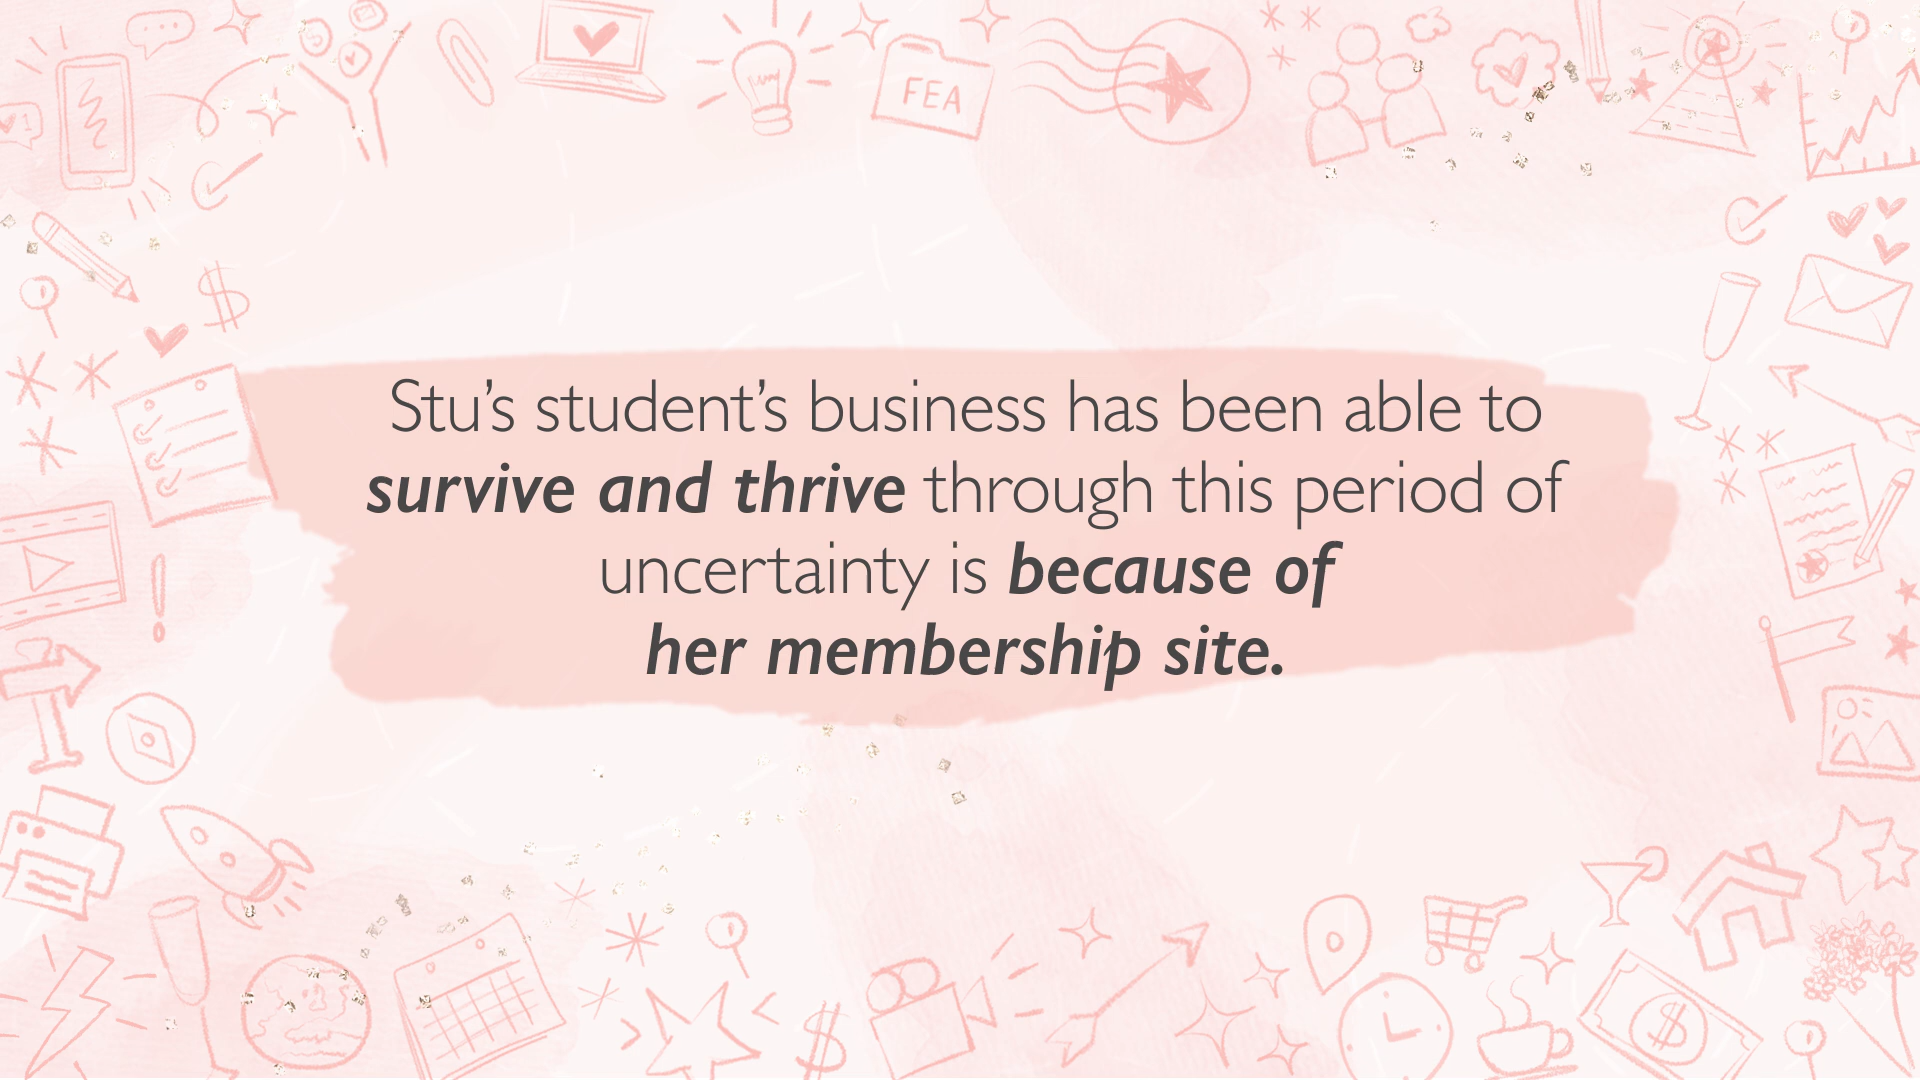 FEA
Stu’s student’s business has been able to
survive and thrive through this period of
uncertainty is because of
her membership site.